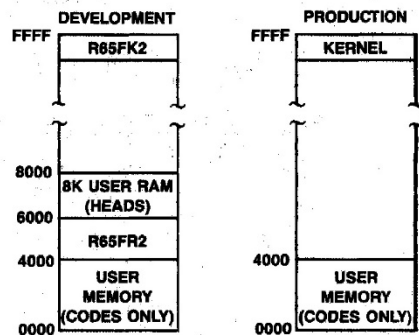 DEVELOPMENT
FFFF
R65FK2
8000
8K USER RAM
(HEADS)
6000
R65FR2
4000
USER
MEMORY
(CODES ONLY)
0000
PRODUCTION
FFFF
KERNEL
4000
USER
MEMORY
(CODES ONLY)
0000